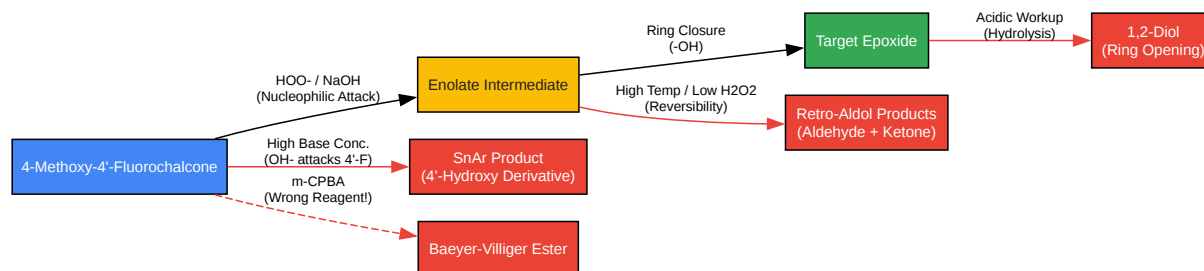 4-Methoxy-4'-Fluorochalcone
HOO- / NaOH
(Nucleophilic Attack)
High Base Conc.
(OH- attacks 4'-F)
m-CPBA
(Wrong Reagent!)
Enolate Intermediate
SnAr Product
(4'-Hydroxy Derivative)
Baeyer-Villiger Ester
Ring Closure
(-OH)
High Temp / Low H2O2
(Reversibility)
Target Epoxide
Retro-Aldol Products
(Aldehyde + Ketone)
Acidic Workup
(Hydrolysis)
1,2-Diol
(Ring Opening)